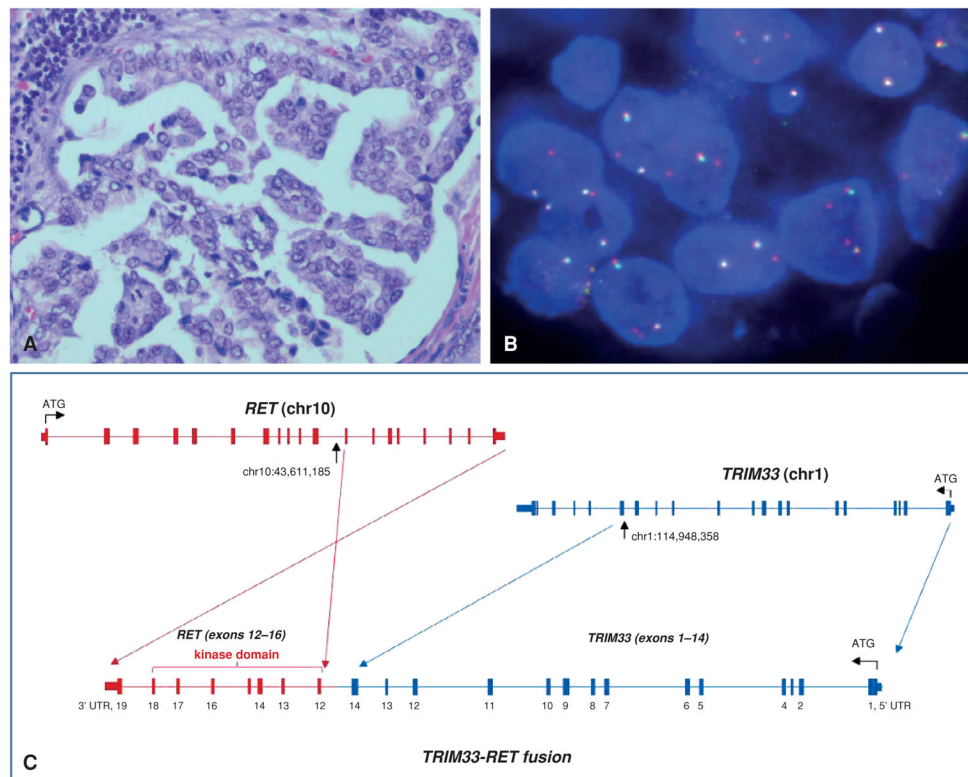 A
B
ATG
RET (chr10)
chr10:43,611,185
TRIM33 (chr1)
ATG
chr1:114,948,358
RET (exons 12–16)
kinase domain
TRIM33 (exons 1–14)
ATG
3′ UTR, 19 18 17 16 14 13 12 14 13 12 11 10 9 8 7 6 5 4 2 1, 5′ UTR
C
TRIM33-RET fusion